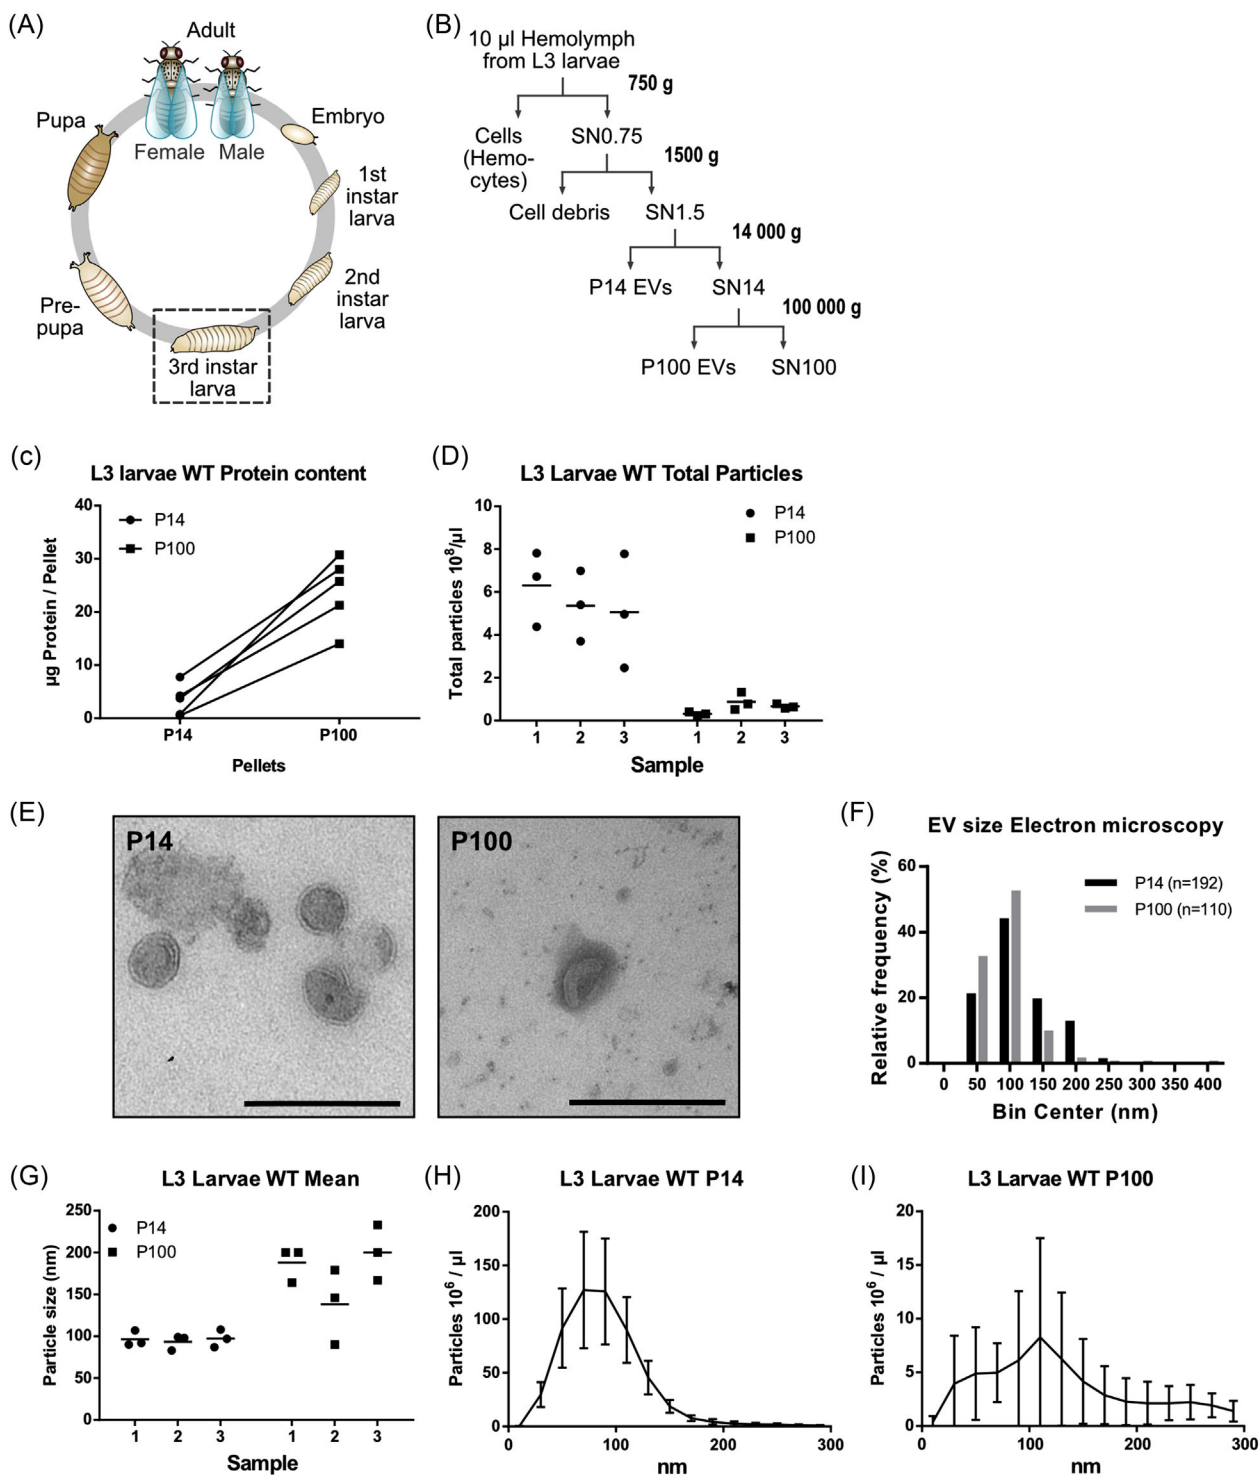 (A)
Adult
Female
Male
Embryo
1st
instar
larva
2nd
instar
larva
3rd instar
larva
Pre-
pupa
Pupa
(B)
10 µl Hemolymph
from L3 larvae
750 g
Cells
(Hemo-
cytes)
SN0.75
1500 g
Cell debris
SN1.5
14 000 g
P14 EVs
SN14
100 000 g
P100 EVs
SN100
(c)
L3 larvae WT Protein content
µg Protein / Pellet
40
30
20
10
0
P14
P100
P14
P100
Pellets
(D)
L3 Larvae WT Total Particles
Total particles 10⁸/µl
10
8
6
4
2
0
P14
P100
1 2 3 1 2 3
Sample
(E)
P14
P100
(F)
EV size Electron microscopy
Relative frequency (%)
60
40
20
0
P14 (n=192)
P100 (n=110)
0 50 100 150 200 250 300 350 400
Bin Center (nm)
(G)
L3 Larvae WT Mean
Particle size (nm)
250
200
150
100
50
0
P14
P100
1 2 3 1 2 3
Sample
(H)
L3 Larvae WT P14
Particles 10⁶ / µl
200
150
100
50
0
0 100 200 300
nm
(I)
L3 Larvae WT P100
Particles 10⁶ / µl
20
15
10
5
0
0 100 200 300
nm